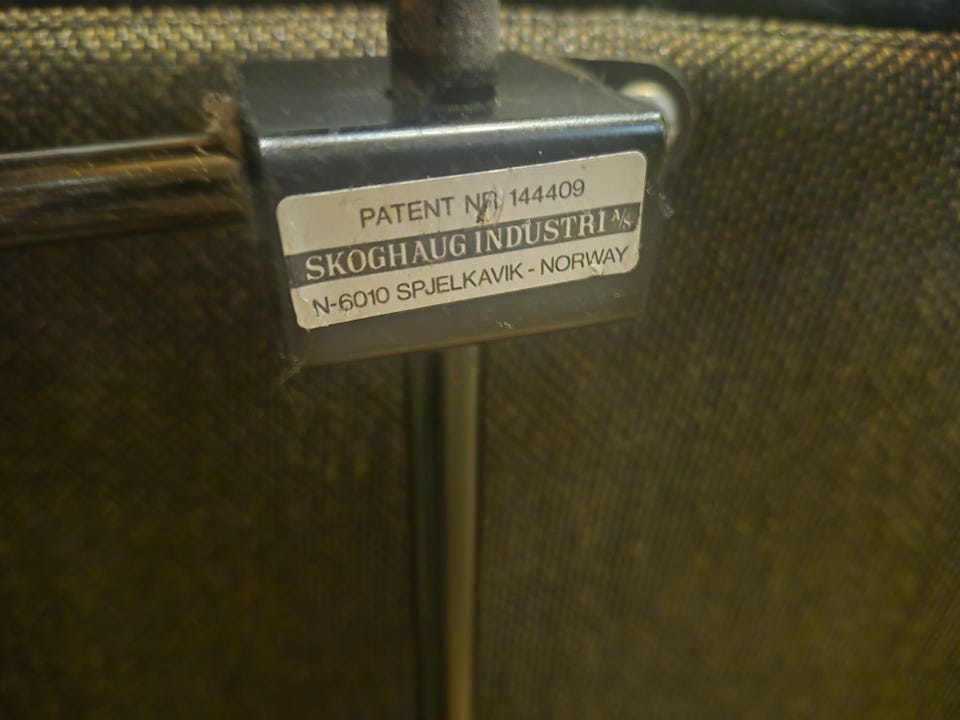 PATENT NR. 144409
SKOGHAUG INDUSTRI A/S
N-6010 SPJELKAVIK - NORWAY